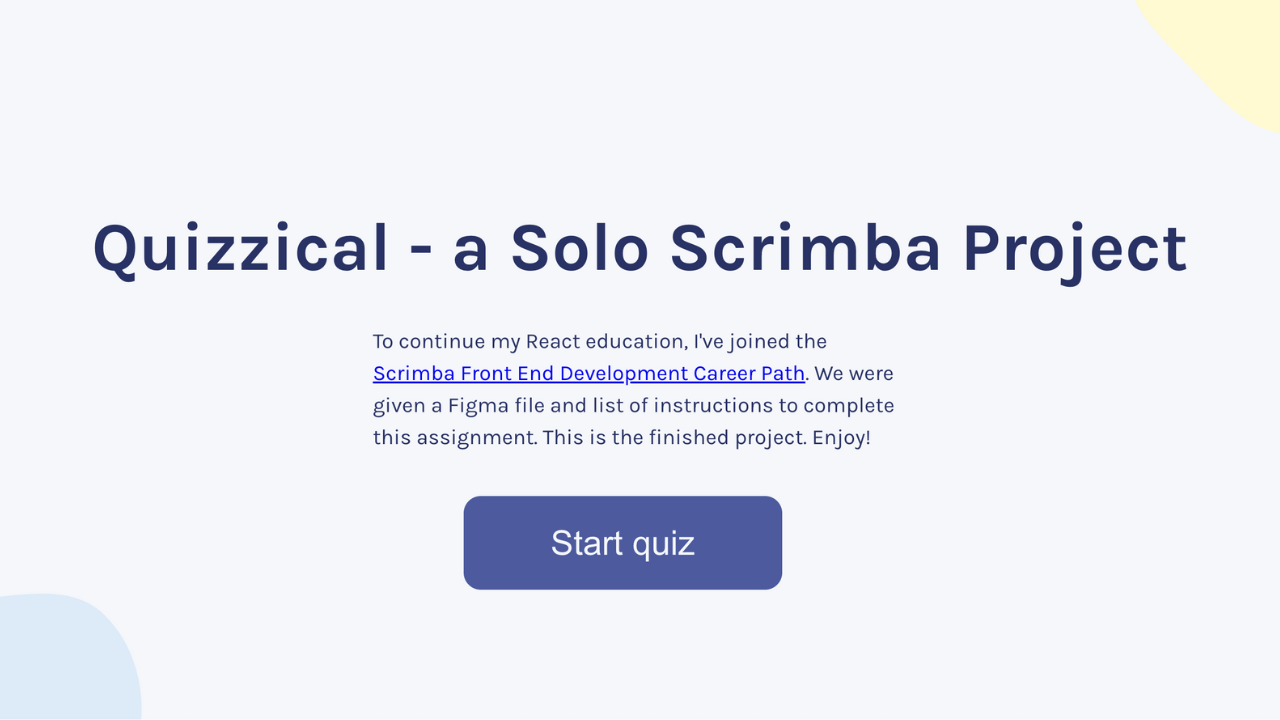 Quizzical - a Solo Scrimba Project
To continue my React education, I've joined the
Scrimba Front End Development Career Path. We were
given a Figma file and list of instructions to complete
this assignment. This is the finished project. Enjoy!
Start quiz